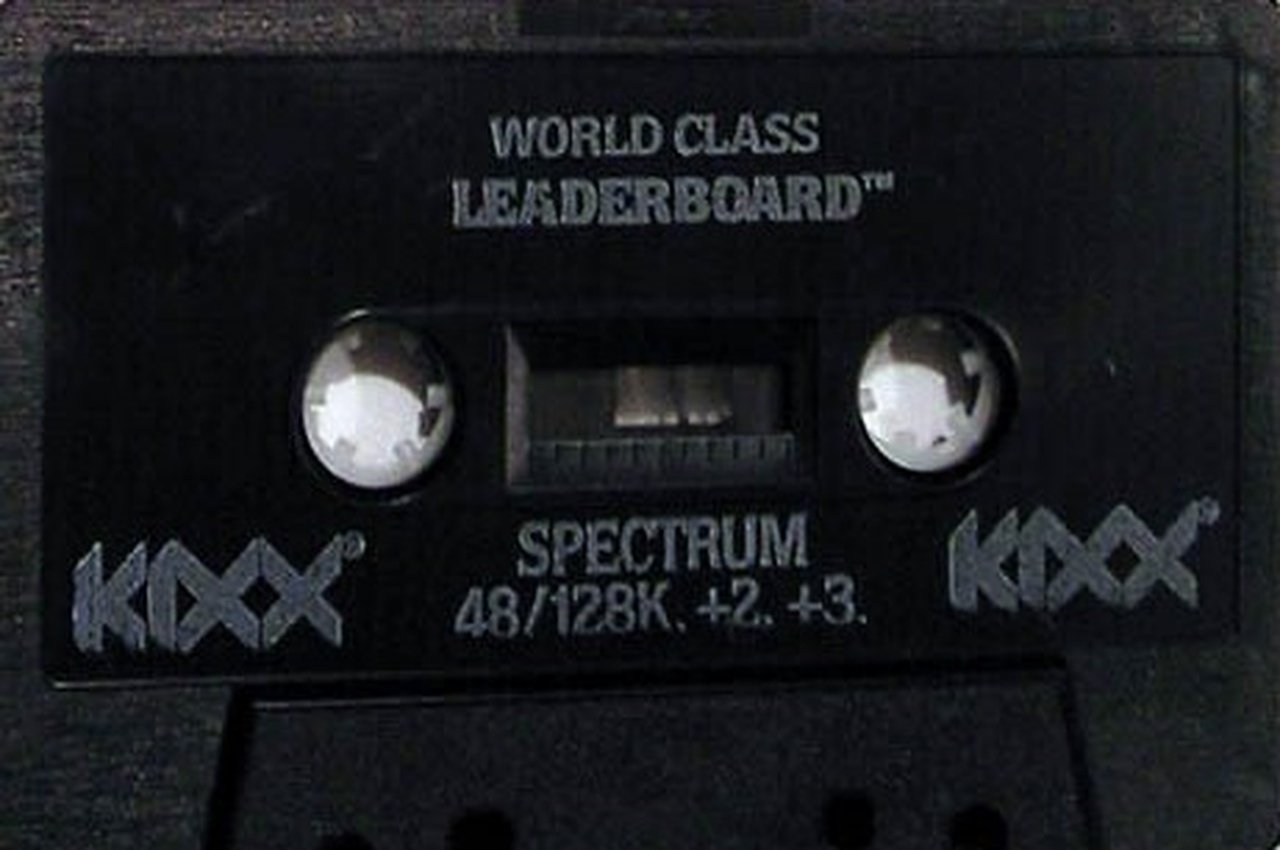 WORLD CLASS
LEADERBOARD™
KIXX®
SPECTRUM
48/128K. +2. +3.
KIXX®